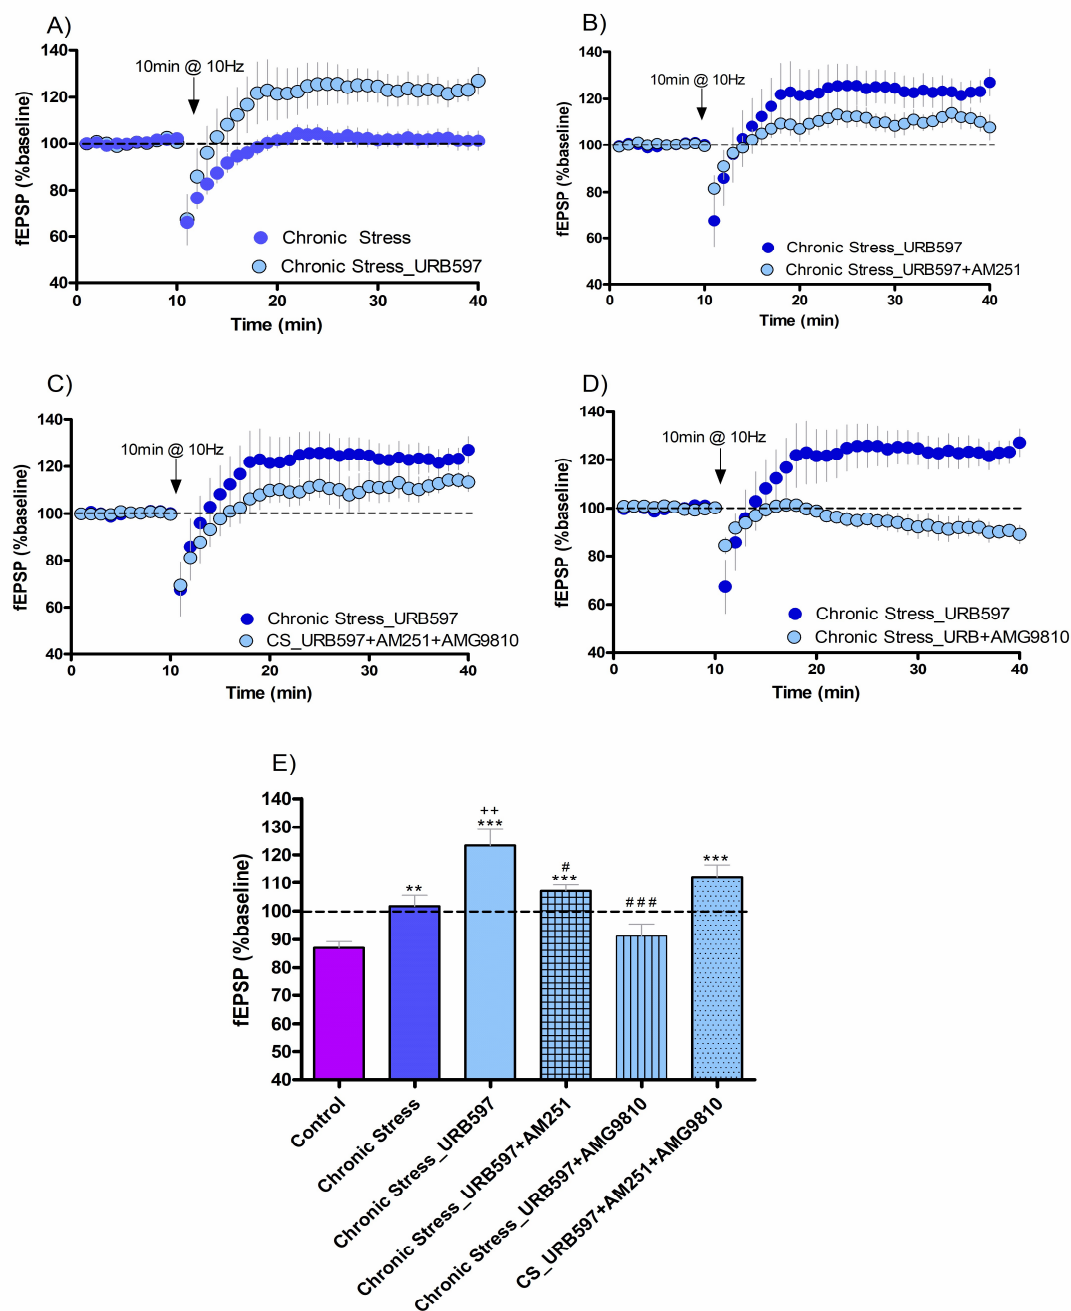 A)
140
120
100
80
60
40
fEPSP (%baseline)
10min @ 10Hz
Chronic Stress
Chronic Stress_URB597
0
10
20
30
40
Time (min)
B)
140
120
100
80
60
40
fEPSP (%baseline)
10min @ 10Hz
Chronic Stress_URB597
Chronic Stress_URB597+AM251
0
10
20
30
40
Time (min)
C)
140
120
100
80
60
40
fEPSP (%baseline)
10min @ 10Hz
Chronic Stress_URB597
CS_URB597+AM251+AMG9810
0
10
20
30
40
Time (min)
D)
140
120
100
80
60
40
fEPSP (%baseline)
10min @ 10Hz
Chronic Stress_URB597
Chronic Stress_URB+AMG9810
0
10
20
30
40
Time (min)
E)
140
130
120
110
100
90
80
70
60
50
40
fEPSP (%baseline)
**
++
***
#
***
###
***
Control
Chronic Stress
Chronic Stress_URB597
Chronic Stress_URB597+AM251
Chronic Stress_URB597+AMG9810
CS_URB597+AM251+AMG9810